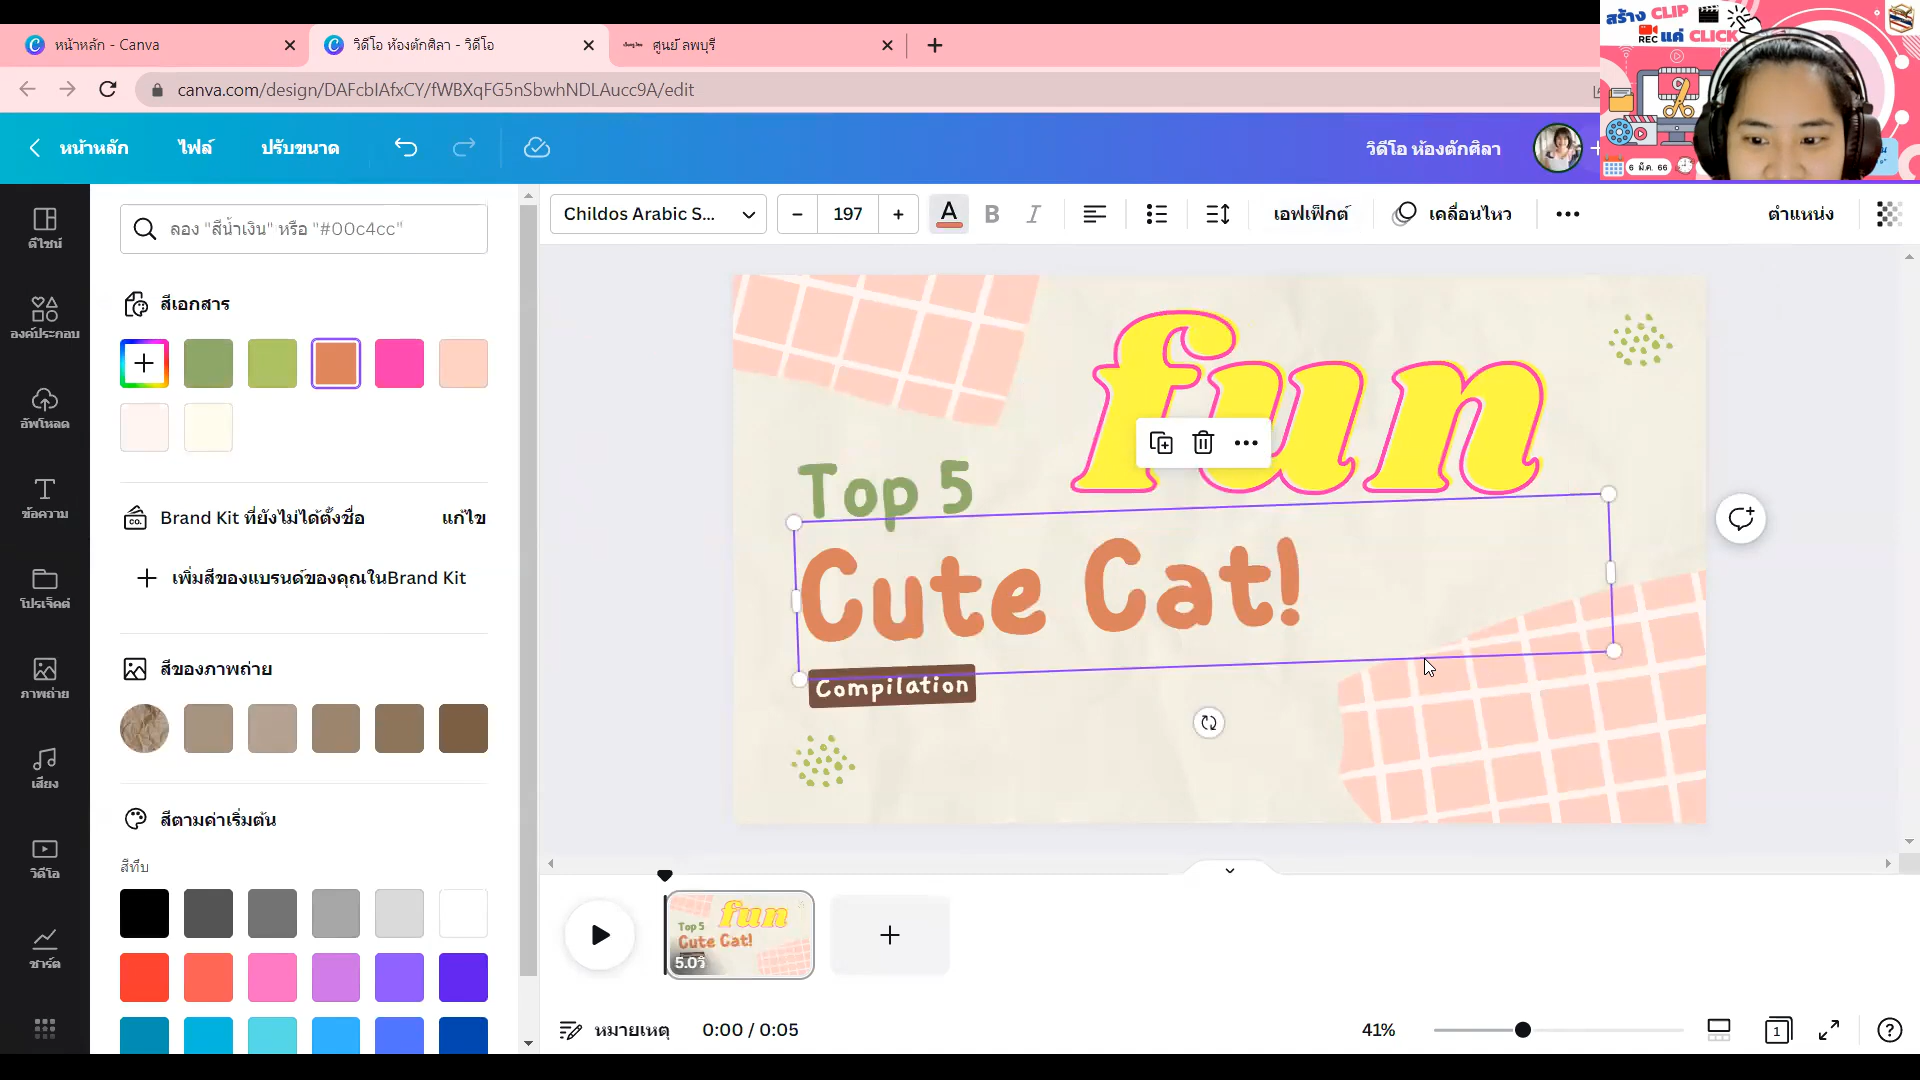 หน้าหลัก - Canva
วิดีโอ ห้องตักศิลา - วิดีโอ
ศูนย์ ลพบุรี
canva.com/design/DAFcbIAfxCY/fWBXqFG5nSbwhNDLAucc9A/edit
สร้าง CLIP
REC แค่ CLICK
6 มี.ค. 66
หน้าหลัก
ไฟล์
ปรับขนาด
วิดีโอ ห้องตักศิลา
ดีไซน์
องค์ประกอบ
อัพโหลด
ข้อความ
โปรเจ็คต์
ภาพถ่าย
เสียง
วิดีโอ
ชาร์ต
ลอง "สีน้ำเงิน" หรือ "#00c4cc"
สีเอกสาร
Brand Kit ที่ยังไม่ได้ตั้งชื่อ
แก้ไข
CO.
เพิ่มสีของแบรนด์ของคุณในBrand Kit
สีของภาพถ่าย
สีตามค่าเริ่มต้น
สีทึบ
Childos Arabic S...
197
A
B
I
เอฟเฟ็กต์
เคลื่อนไหว
ตำแหน่ง
fun
Top 5
Cute Cat!
Compilation
fun
Top 5
Cute Cat!
5.0วิ
หมายเหตุ
0:00 / 0:05
41%
1